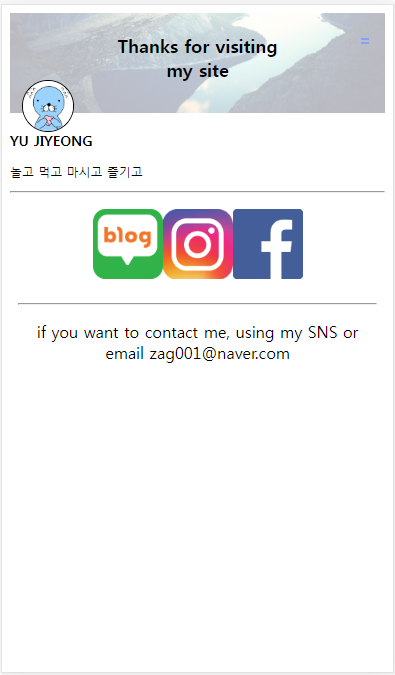 Thanks for visiting
my site
=
YU JIYEONG
놀고 먹고 마시고 즐기고
blog
if you want to contact me, using my SNS or
email zag001@naver.com